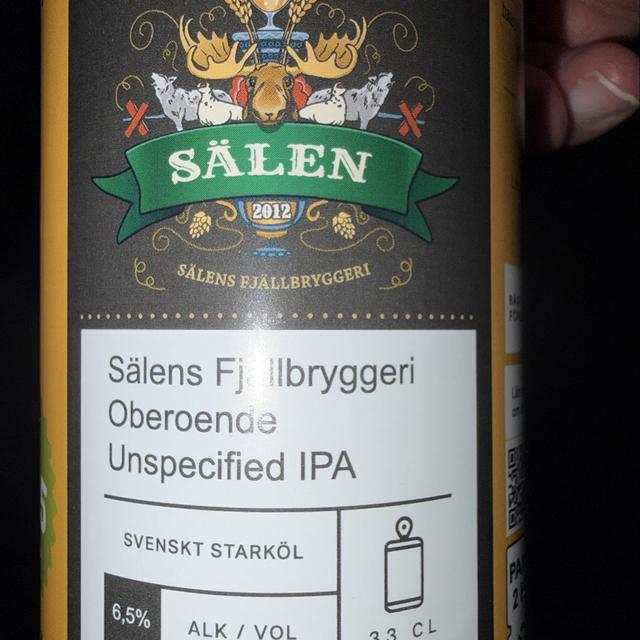 SÄLEN
2012
SÄLENS FJÄLLBRYGGERI
Sälens Fjällbryggeri
Oberoende
Unspecified IPA
SVENSKT STARKÖL
6,5%
ALK / VOL
33 CL